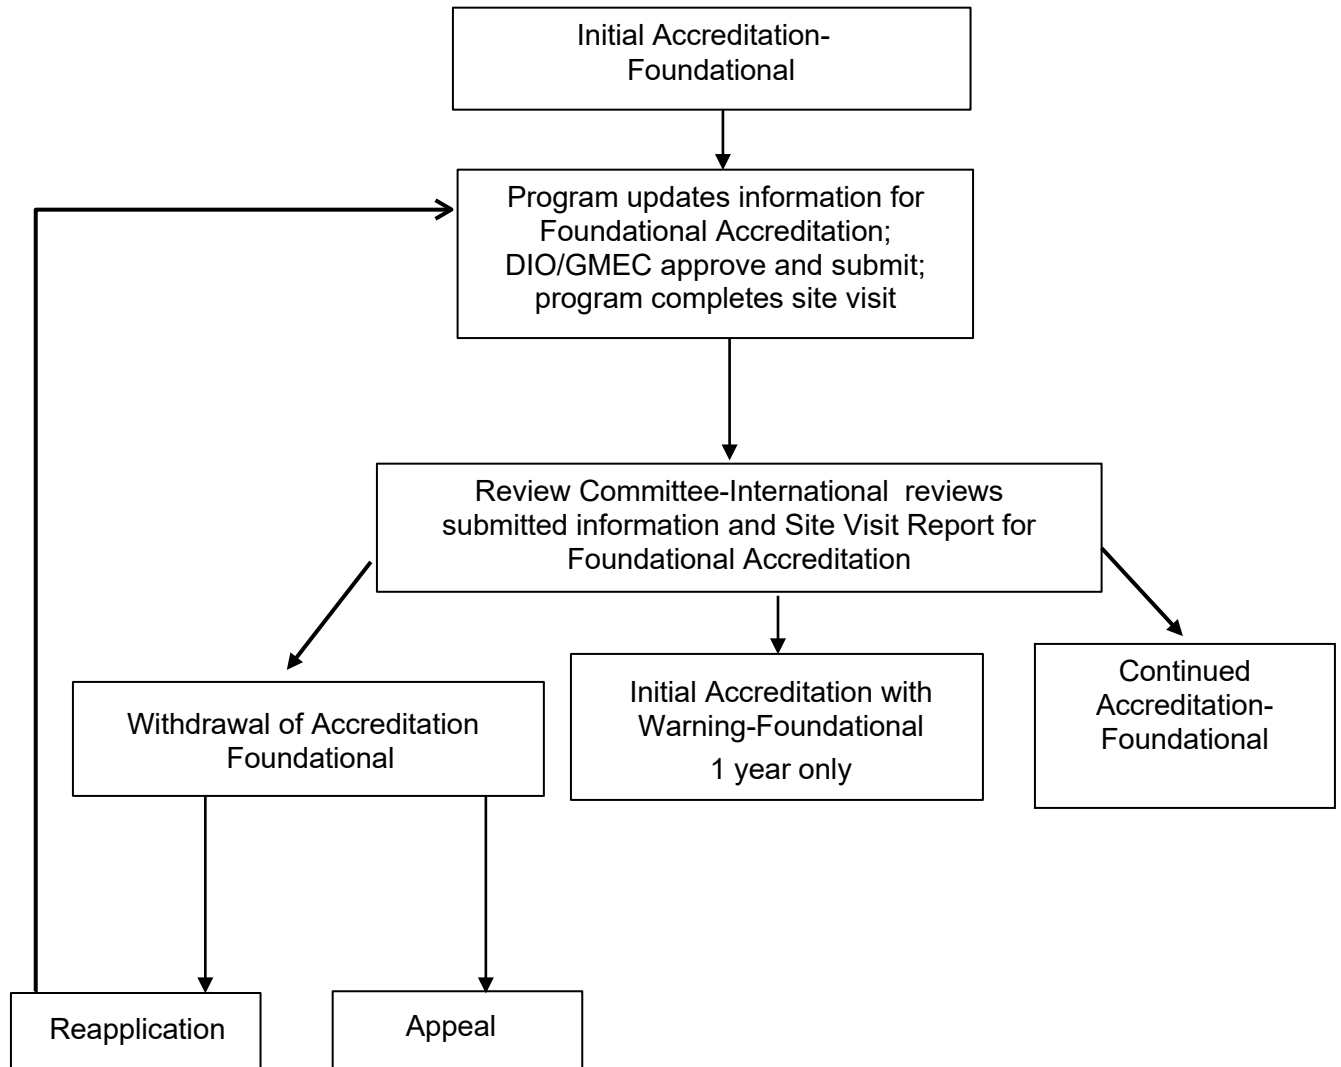 Initial Accreditation-
Foundational
Program updates information for
Foundational Accreditation;
DIO/GMEC approve and submit;
program completes site visit
Review Committee-International  reviews
submitted information and Site Visit Report for
Foundational Accreditation
Withdrawal of Accreditation
Foundational
Initial Accreditation with
Warning-Foundational
1 year only
Continued
Accreditation-
Foundational
Reapplication
Appeal